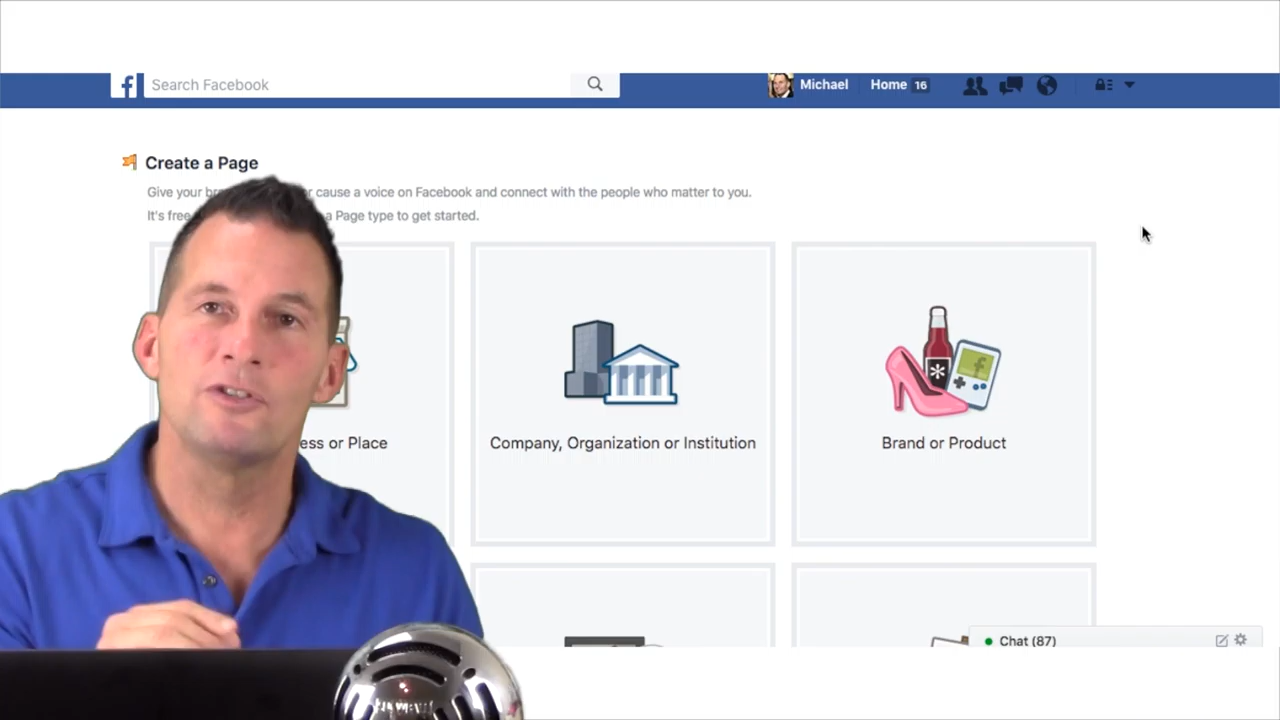 f Search Facebook Michael Home 16
Create a Page
Give your cause a voice on Facebook and connect with the people who matter to you.
It's free a Page type to get started.
or Place Company, Organization or Institution Brand or Product
Chat (87)